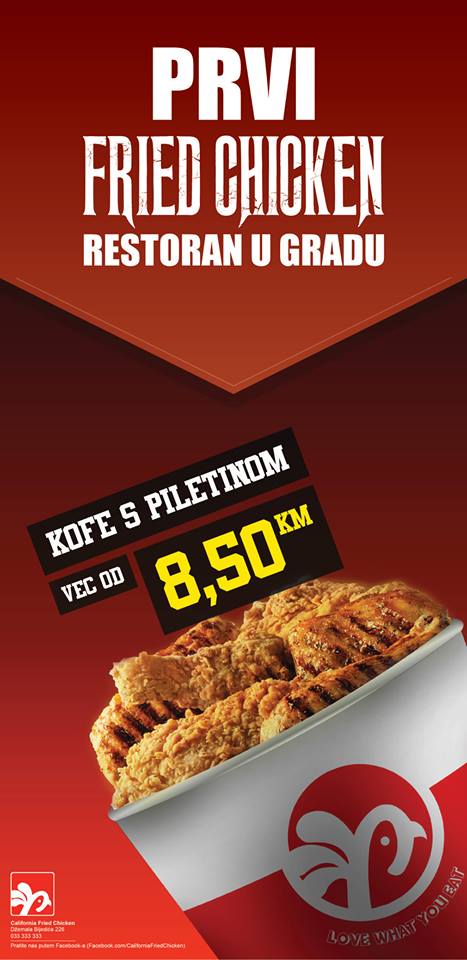 PRVI
FRIED CHICKEN
RESTORAN U GRADU
KOFE S PILETINOM
VEC OD
8,50 KM
LOVE WHAT YOU EAT
California Fried Chicken
Džemala Bijedića 226
033 333 333
Pratite nas putem Facebook-a (Facebook.com/CaliforniaFriedChicken)